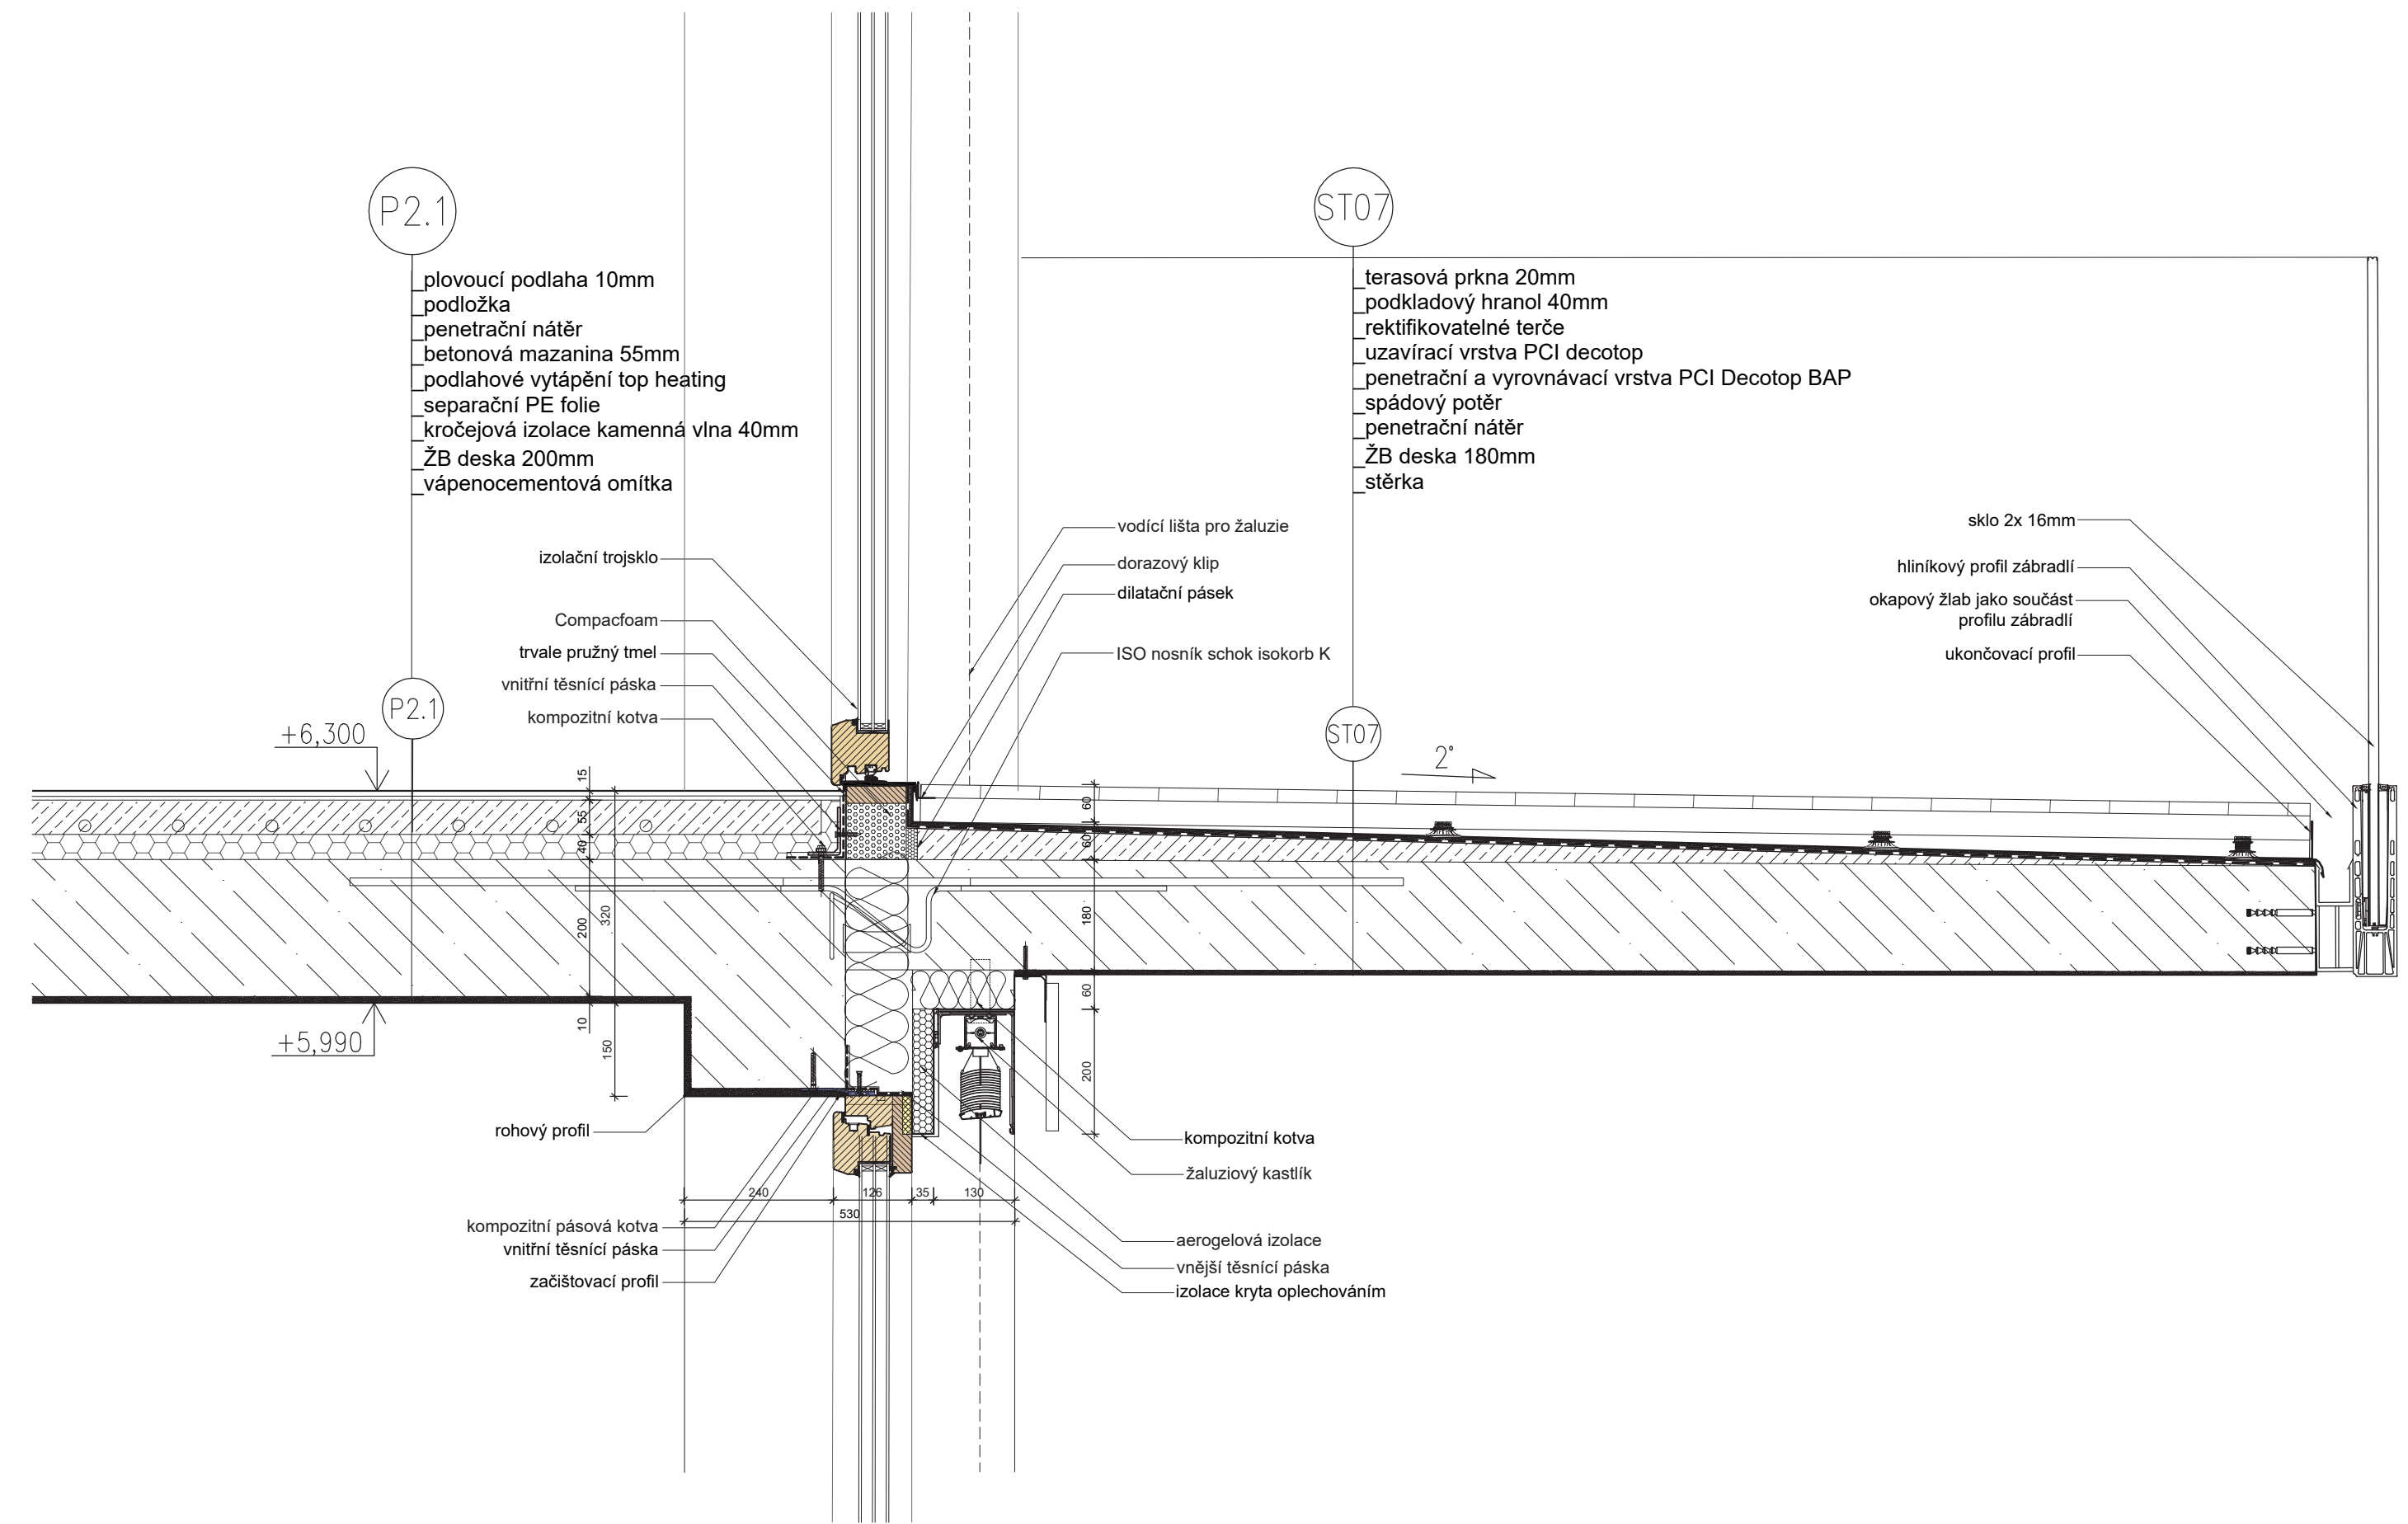 P2.1
plovoucí podlaha 10mm
podložka
penetrační nátěr
betonová mazanina 55mm
podlahové vytápění top heating
separační PE folie
kročejová izolace kamenná vlna 40mm
ŽB deska 200mm
vápenocementová omítka
ST07
terasová prkna 20mm
podkladový hranol 40mm
rektifikovatelné terče
uzavírací vrstva PCI decotop
penetrační a vyrovnávací vrstva PCI Decotop BAP
spádový potěr
penetrační nátěr
ŽB deska 180mm
stěrka
izolační trojsklo
Compacfoam
trvale pružný tmel
vnitřní těsnící páska
kompozitní kotva
vodící lišta pro žaluzie
dorazový klip
dilatační pásek
ISO nosník schok isokorb K
sklo 2x 16mm
hliníkový profil zábradlí
okapový žlab jako součást
profilu zábradlí
ukončovací profil
P2.1
ST07
+6,300
2°
15
55
40
200
320
10
150
60
60
180
60
200
+5,990
rohový profil
240
126
35
130
530
kompozitní pásová kotva
vnitřní těsnící páska
začištovací profil
kompozitní kotva
žaluziový kastlík
aerogelová izolace
vnější těsnící páska
izolace kryta oplechováním